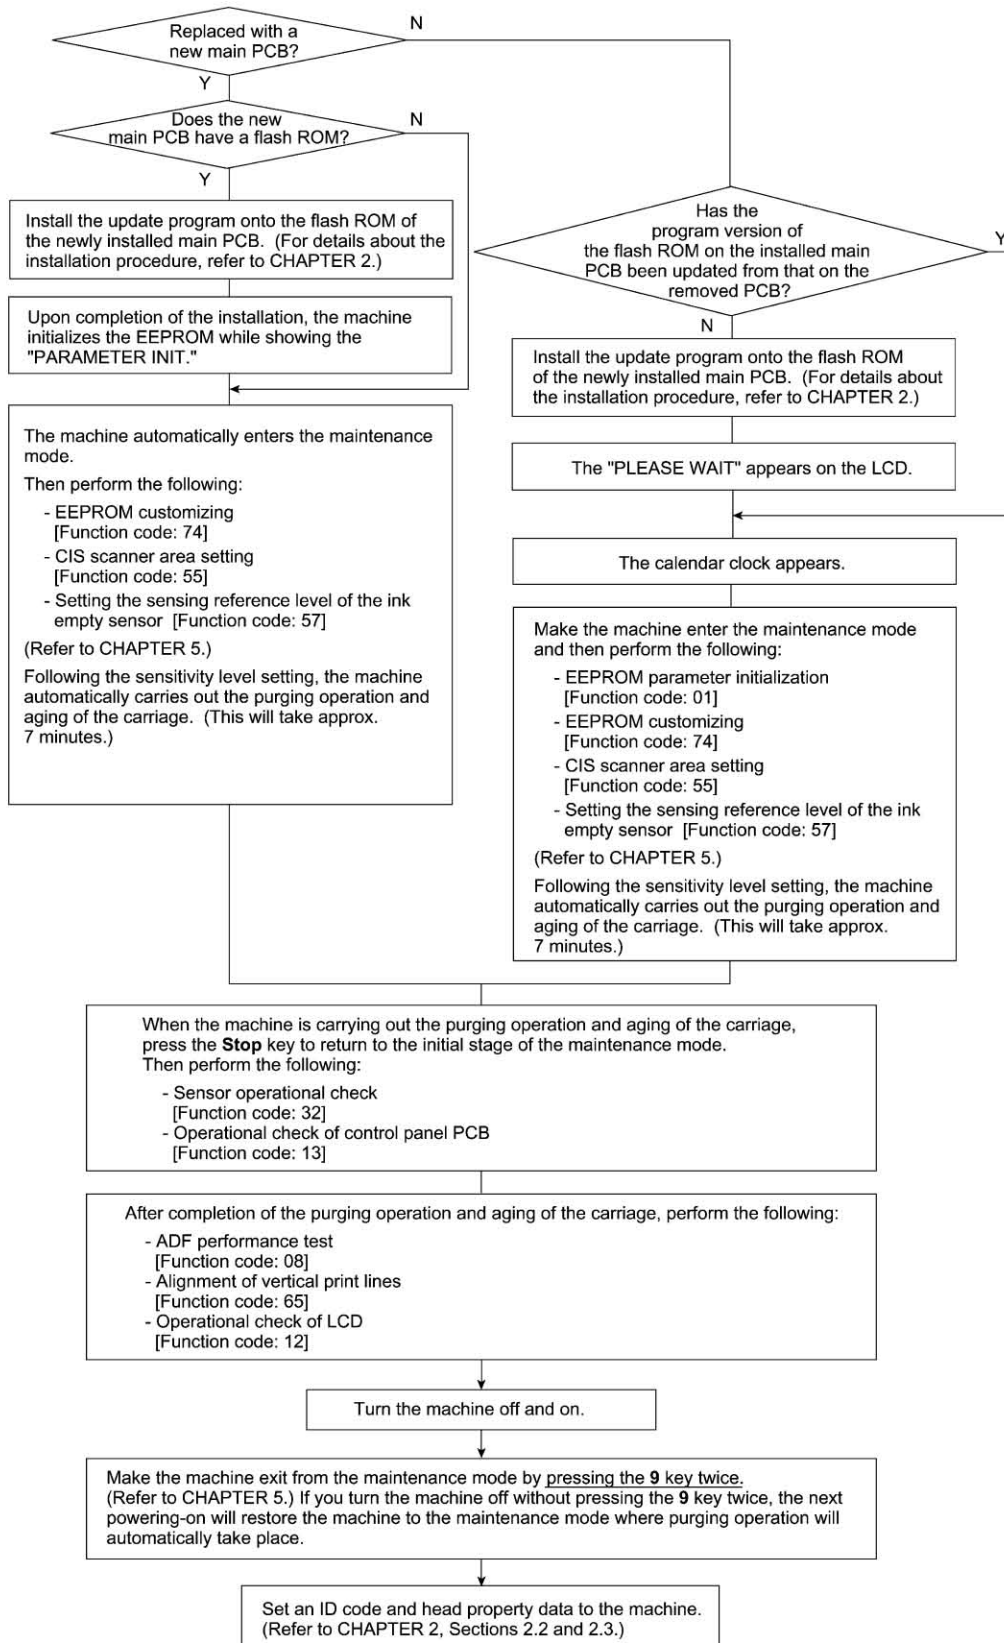 Replaced with a
new main PCB?
N
Y
Does the new
main PCB have a flash ROM?
N
Y
Install the update program onto the flash ROM of
the newly installed main PCB. (For details about the
installation procedure, refer to CHAPTER 2.)
Upon completion of the installation, the machine
initializes the EEPROM while showing the
"PARAMETER INIT."
The machine automatically enters the maintenance
mode.
Then perform the following:
- EEPROM customizing
[Function code: 74]
- CIS scanner area setting
[Function code: 55]
- Setting the sensing reference level of the ink
empty sensor [Function code: 57]
(Refer to CHAPTER 5.)
Following the sensitivity level setting, the machine
automatically carries out the purging operation and
aging of the carriage. (This will take approx.
7 minutes.)
Has the
program version of
the flash ROM on the installed main
PCB been updated from that on the
removed PCB?
Y
N
Install the update program onto the flash ROM
of the newly installed main PCB. (For details about
the installation procedure, refer to CHAPTER 2.)
The "PLEASE WAIT" appears on the LCD.
The calendar clock appears.
Make the machine enter the maintenance mode
and then perform the following:
- EEPROM parameter initialization
[Function code: 01]
- EEPROM customizing
[Function code: 74]
- CIS scanner area setting
[Function code: 55]
- Setting the sensing reference level of the ink
empty sensor [Function code: 57]
(Refer to CHAPTER 5.)
Following the sensitivity level setting, the machine
automatically carries out the purging operation and
aging of the carriage. (This will take approx.
7 minutes.)
When the machine is carrying out the purging operation and aging of the carriage,
press the Stop key to return to the initial stage of the maintenance mode.
Then perform the following:
- Sensor operational check
[Function code: 32]
- Operational check of control panel PCB
[Function code: 13]
After completion of the purging operation and aging of the carriage, perform the following:
- ADF performance test
[Function code: 08]
- Alignment of vertical print lines
[Function code: 65]
- Operational check of LCD
[Function code: 12]
Turn the machine off and on.
Make the machine exit from the maintenance mode by pressing the 9 key twice.
(Refer to CHAPTER 5.) If you turn the machine off without pressing the 9 key twice, the next
powering-on will restore the machine to the maintenance mode where purging operation will
automatically take place.
Set an ID code and head property data to the machine.
(Refer to CHAPTER 2, Sections 2.2 and 2.3.)